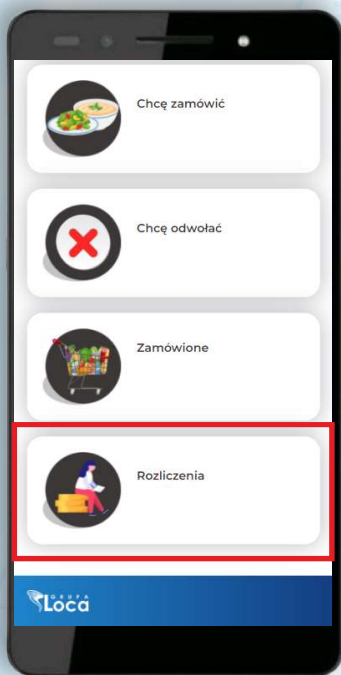 Chcę zamówić
Chcę odwołać
Zamówione
Rozliczenia
GRUPA
Loca